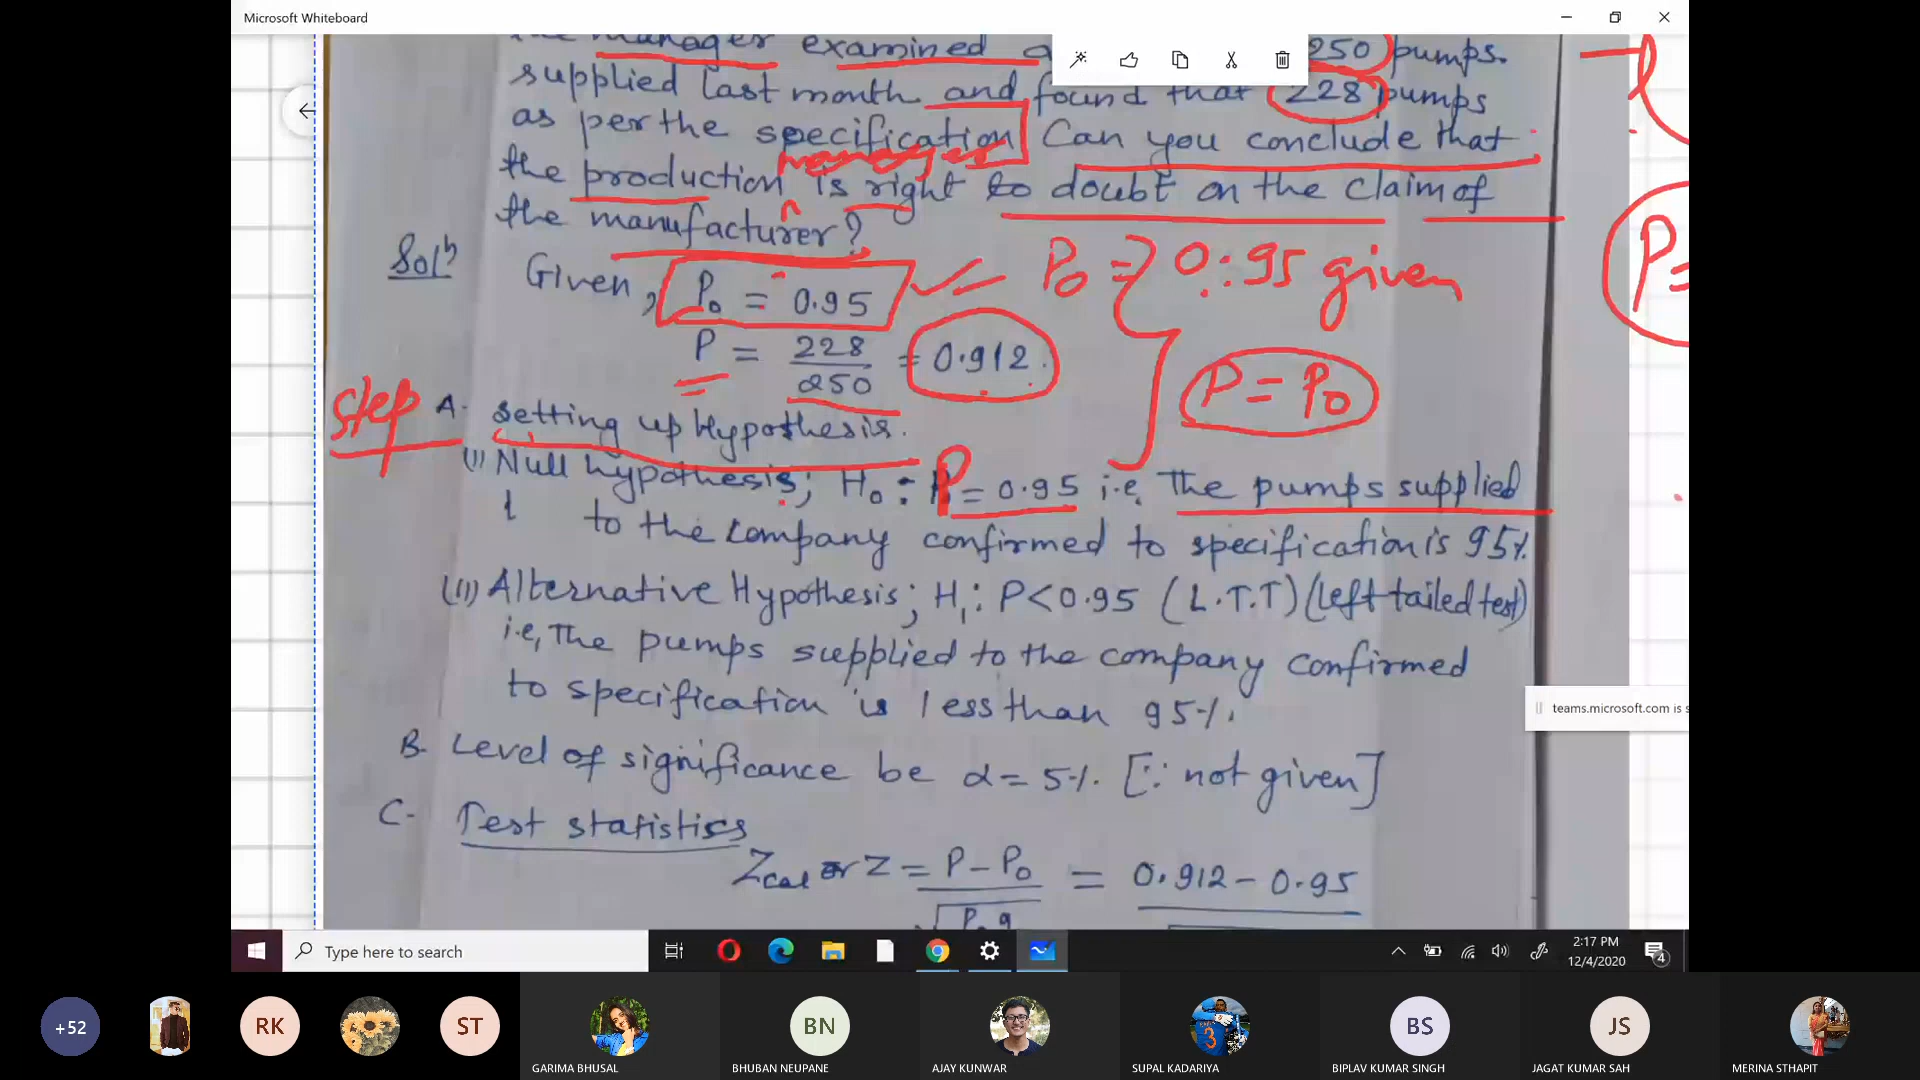 Microsoft Whiteboard
manager examined a 250 pumps.
supplied last month and found that 228 pumps
as per the specification Can you conclude that
manager
the production is right to doubt on the claim of
the manufacturer?
Solⁿ
Given, P₀ = 0.95
P₀ = 0.95 given
P = 228/250 = 0.912
P = P₀
Step A. setting up Hypothesis.
(i) Null hypothesis; H₀: P = 0.95 i.e. The pumps supplied
to the company confirmed to specification is 95%.
(ii) Alternative Hypothesis; H₁: P < 0.95 (L.T.T) (left tailed test)
i.e, The pumps supplied to the company confirmed
to specification is less than 95%.
teams.microsoft.com is s
B. Level of significance be α = 5%. [∵ not given]
C. Test statistics
Zcal or Z = P - P₀ = 0.912 - 0.95
P=
Type here to search
2:17 PM
12/4/2020
4
+52
RK
ST
BN
BS
JS
GARIMA BHUSAL
BHUBAN NEUPANE
AJAY KUNWAR
SUPAL KADARIYA
BIPLAV KUMAR SINGH
JAGAT KUMAR SAH
MERINA STHAPIT